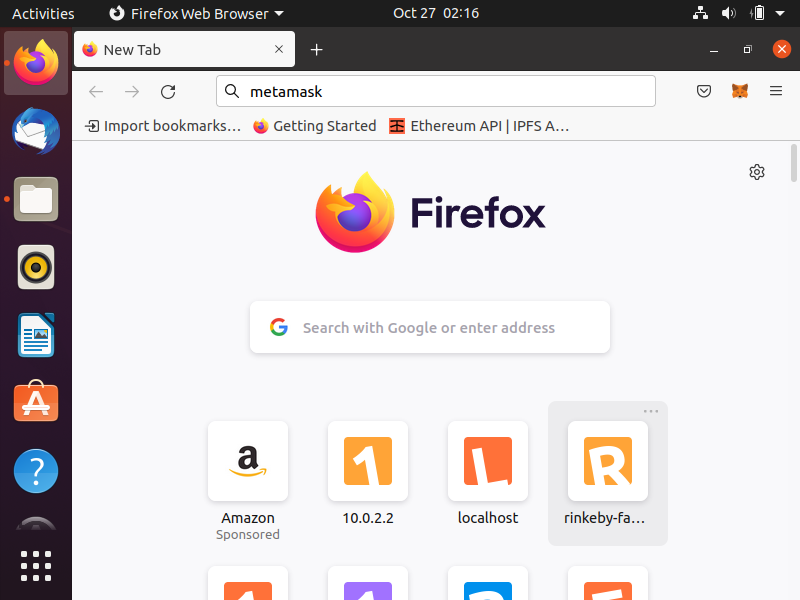 Activities
Firefox Web Browser
Oct 27 02:16
New Tab
metamask
Import bookmarks…
Getting Started
Ethereum API | IPFS A…
Firefox
Search with Google or enter address
a
1
L
R
Amazon
Sponsored
10.0.2.2
localhost
rinkeby-fa…